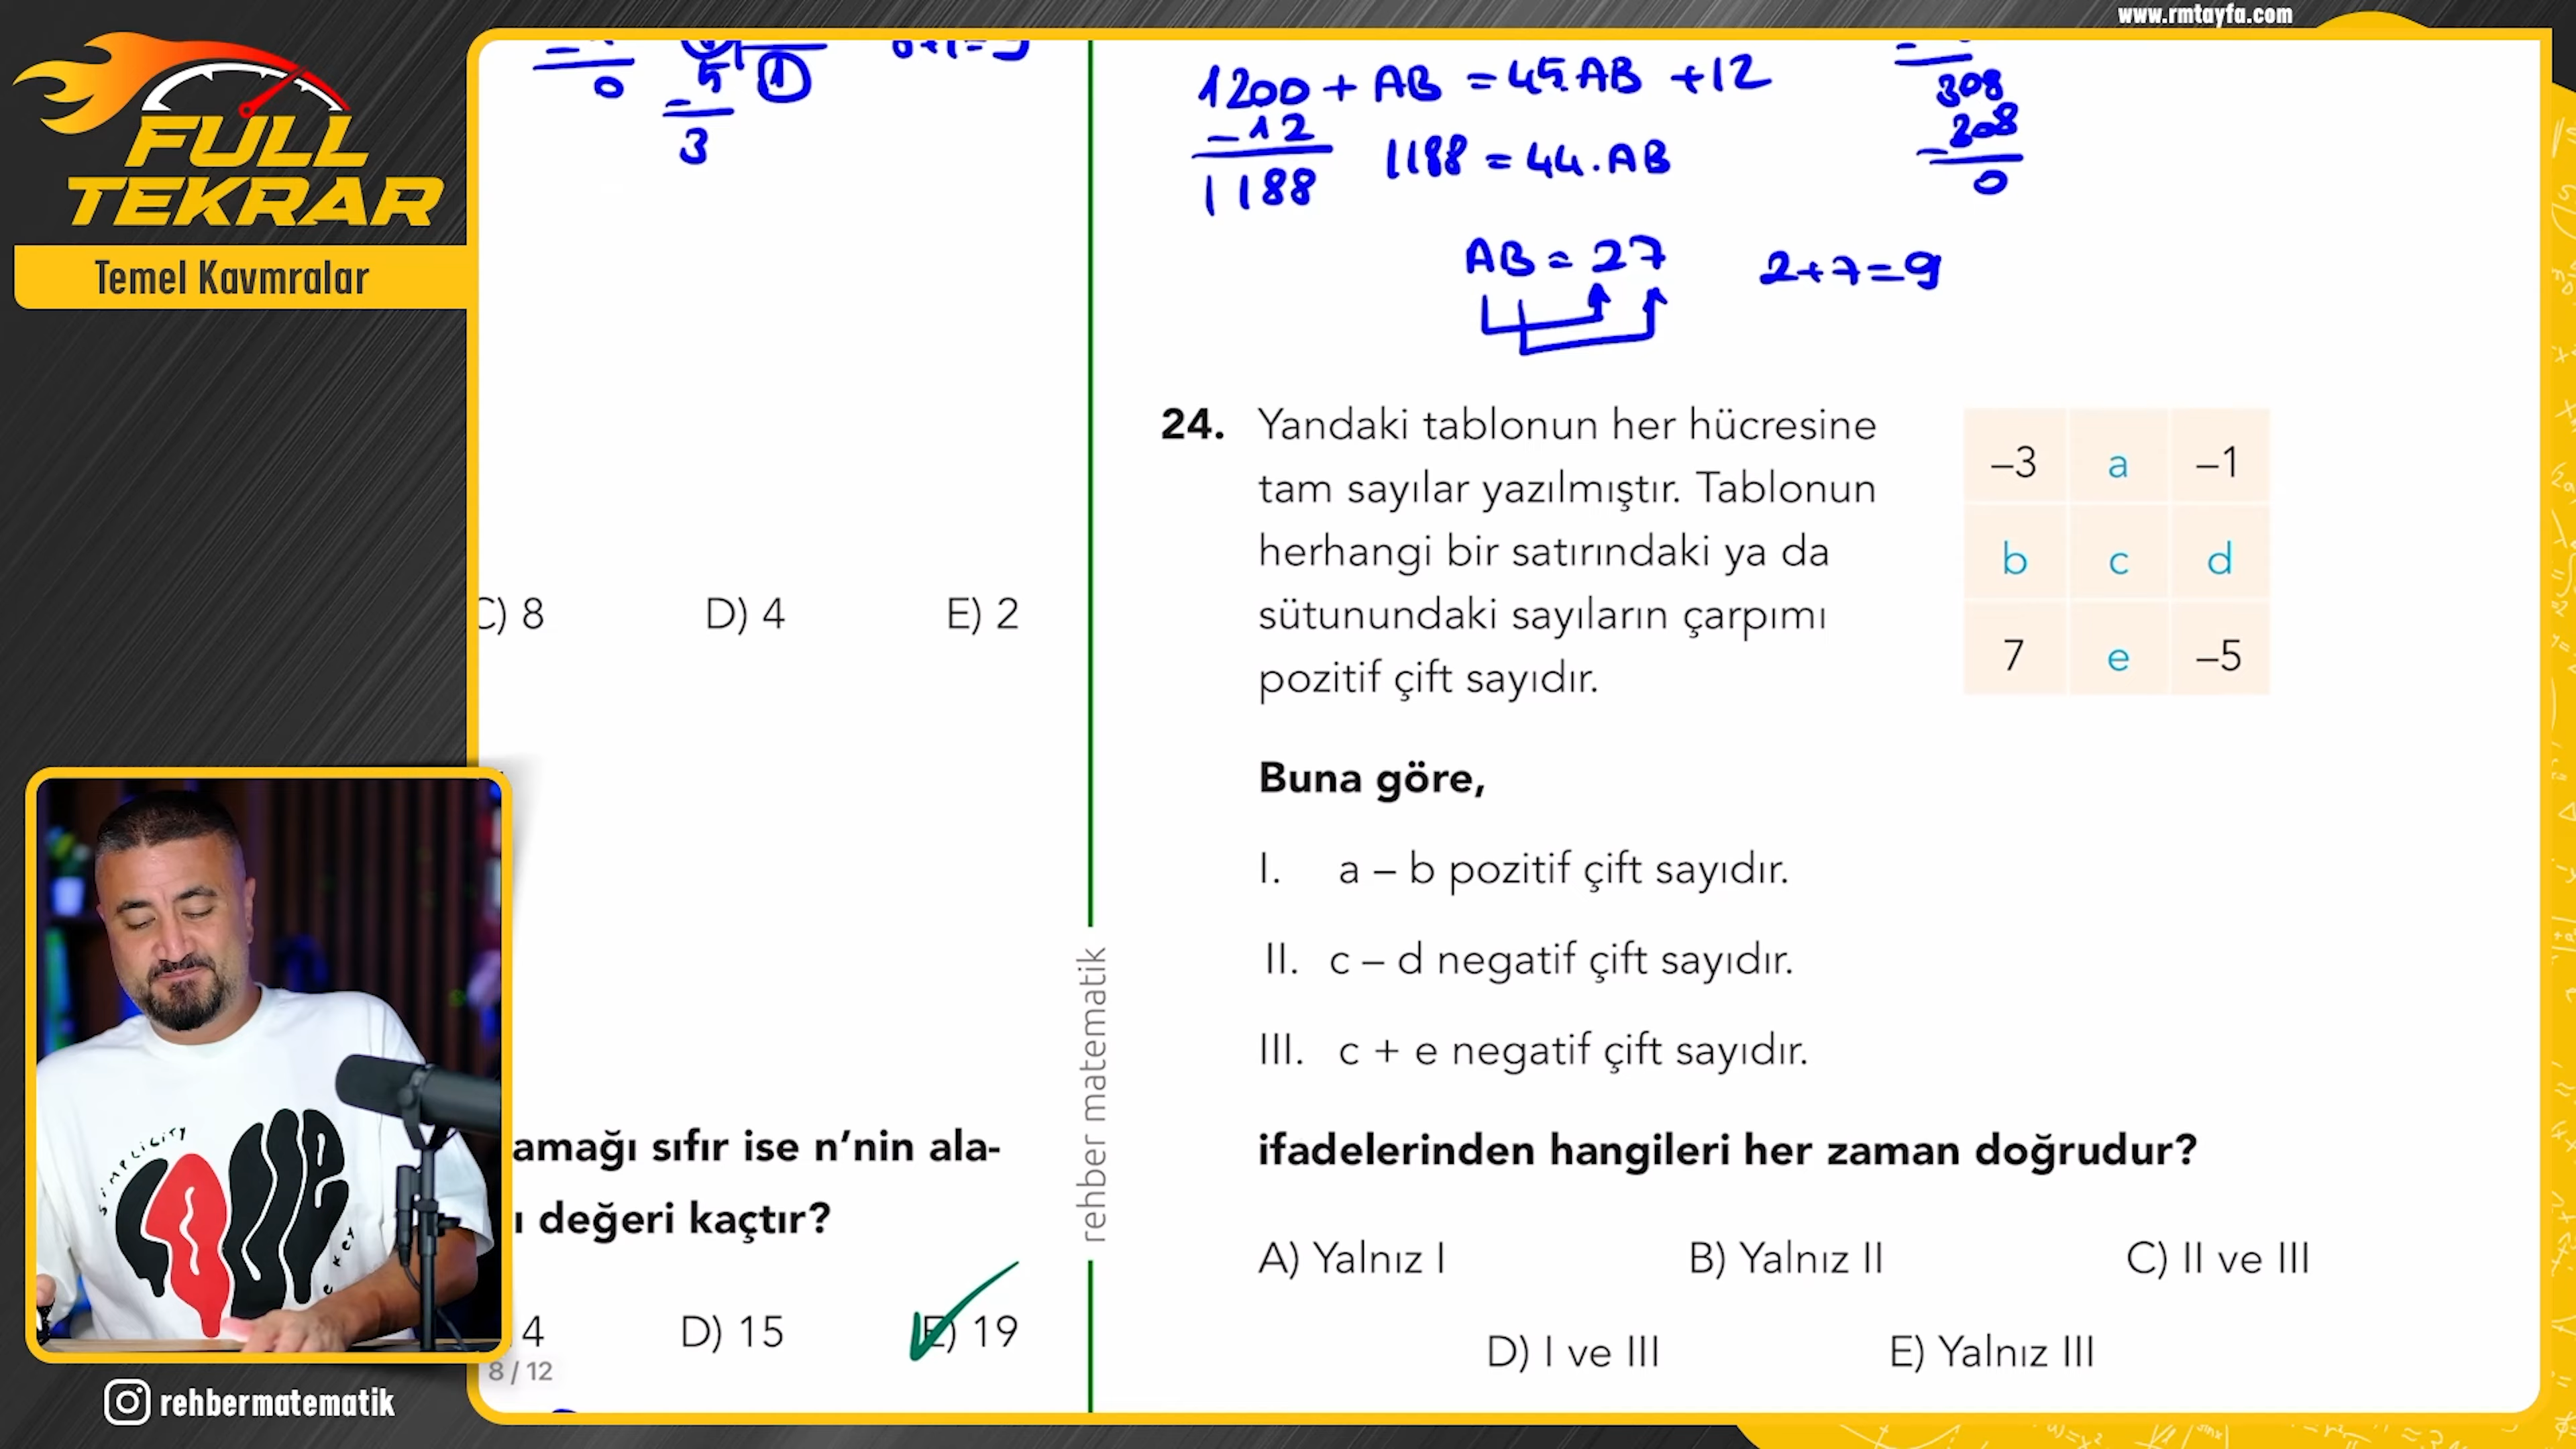 www.rmtayfa.com
FULL
TEKRAR
Temel Kavmralar
0
5
1
3
1200 + AB = 45.AB + 12
- 12
1188
1188 = 44.AB
308
- 308
0
AB = 27
2+7=9
24. Yandaki tablonun her hücresine
tam sayılar yazılmıştır. Tablonun
herhangi bir satırındaki ya da
sütunundaki sayıların çarpımı
pozitif çift sayıdır.
–3 a –1
b c d
7 e –5
Buna göre,
I. a – b pozitif çift sayıdır.
II. c – d negatif çift sayıdır.
III. c + e negatif çift sayıdır.
ifadelerinden hangileri her zaman doğrudur?
A) Yalnız I B) Yalnız II C) II ve III
D) I ve III E) Yalnız III
C) 8 D) 4 E) 2
amağı sıfır ise n'nin ala-
ı değeri kaçtır?
4 D) 15 E) 19
8 / 12
rehber matematik
SIMPLICITY
rehbermatematik